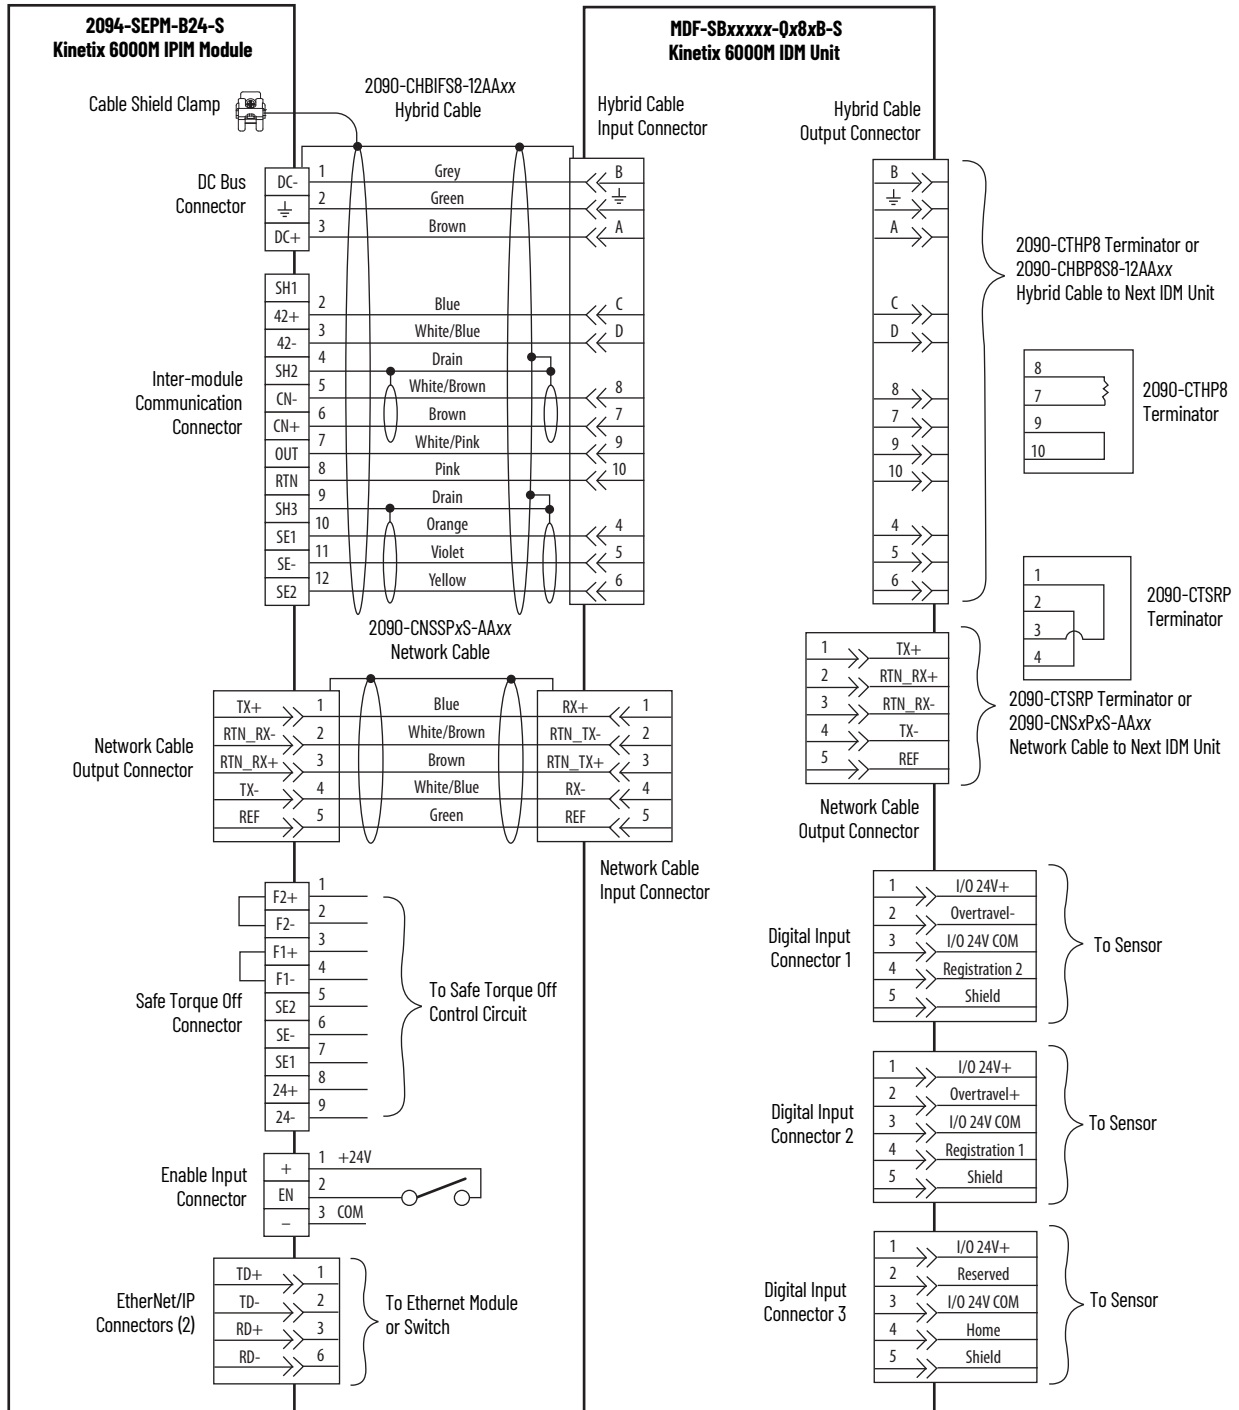 2094-SEPM-B24-S
Kinetix 6000M IPIM Module
MDF-SBxxxxx-Qx8xB-S
Kinetix 6000M IDM Unit
Cable Shield Clamp
2090-CHBIFS8-12AAxx
Hybrid Cable
Hybrid Cable
Input Connector
Hybrid Cable
Output Connector
DC Bus
Connector
DC- 1 Grey B
2 Green
DC+ 3 Brown A
Inter-module
Communication
Connector
SH1
42+ 2 Blue C
42- 3 White/Blue D
SH2 4 Drain
CN- 5 White/Brown 8
CN+ 6 Brown 7
OUT 7 White/Pink 9
RTN 8 Pink 10
SH3 9 Drain
SE1 10 Orange 4
SE- 11 Violet 5
SE2 12 Yellow 6
B
A
C
D
8
7
9
10
4
5
6
2090-CTHP8 Terminator or
2090-CHBP8S8-12AAxx
Hybrid Cable to Next IDM Unit
8
7
9
10
2090-CTHP8
Terminator
1
2
3
4
2090-CTSRP
Terminator
2090-CNSSPxS-AAxx
Network Cable
Network Cable
Output Connector
TX+ 1 Blue RX+ 1
RTN_RX- 2 White/Brown RTN_TX- 2
RTN_RX+ 3 Brown RTN_TX+ 3
TX- 4 White/Blue RX- 4
REF 5 Green REF 5
Network Cable
Input Connector
1 TX+
2 RTN_RX+
3 RTN_RX-
4 TX-
5 REF
2090-CTSRP Terminator or
2090-CNSxPxS-AAxx
Network Cable to Next IDM Unit
Network Cable
Output Connector
Safe Torque Off
Connector
F2+ 1
F2- 2
F1+ 3
F1- 4
SE2 5
SE- 6
SE1 7
24+ 8
24- 9
To Safe Torque Off
Control Circuit
Digital Input
Connector 1
1 I/O 24V+
2 Overtravel-
3 I/O 24V COM
4 Registration 2
5 Shield
To Sensor
Digital Input
Connector 2
1 I/O 24V+
2 Overtravel+
3 I/O 24V COM
4 Registration 1
5 Shield
To Sensor
Enable Input
Connector
+ 1 +24V
EN 2
– 3 COM
Digital Input
Connector 3
1 I/O 24V+
2 Reserved
3 I/O 24V COM
4 Home
5 Shield
To Sensor
EtherNet/IP
Connectors (2)
TD+ 1
TD- 2
RD+ 3
RD- 6
To Ethernet Module
or Switch